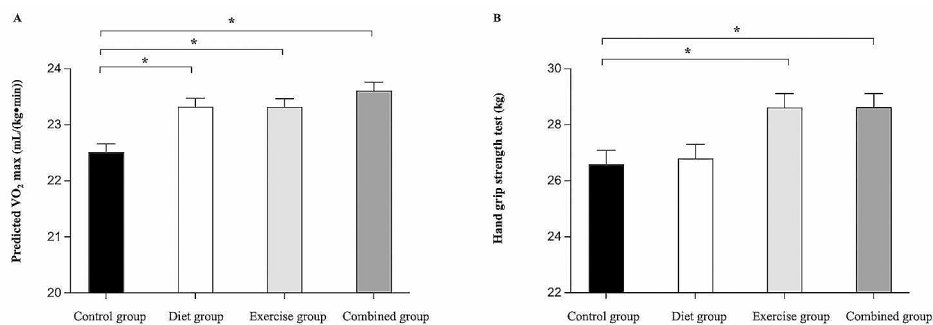 A
*
*
*
Predicted VO2 max (mL/(kg•min))
24
23
22
21
20
Control group Diet group Exercise group Combined group
B
*
*
Hand grip strength test (kg)
30
28
26
24
22
Control group Diet group Exercise group Combined group